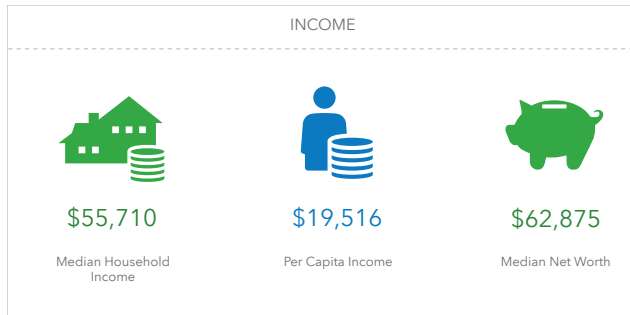 INCOME
$55,710
$19,516
$62,875
Median Household
Income
Per Capita Income
Median Net Worth